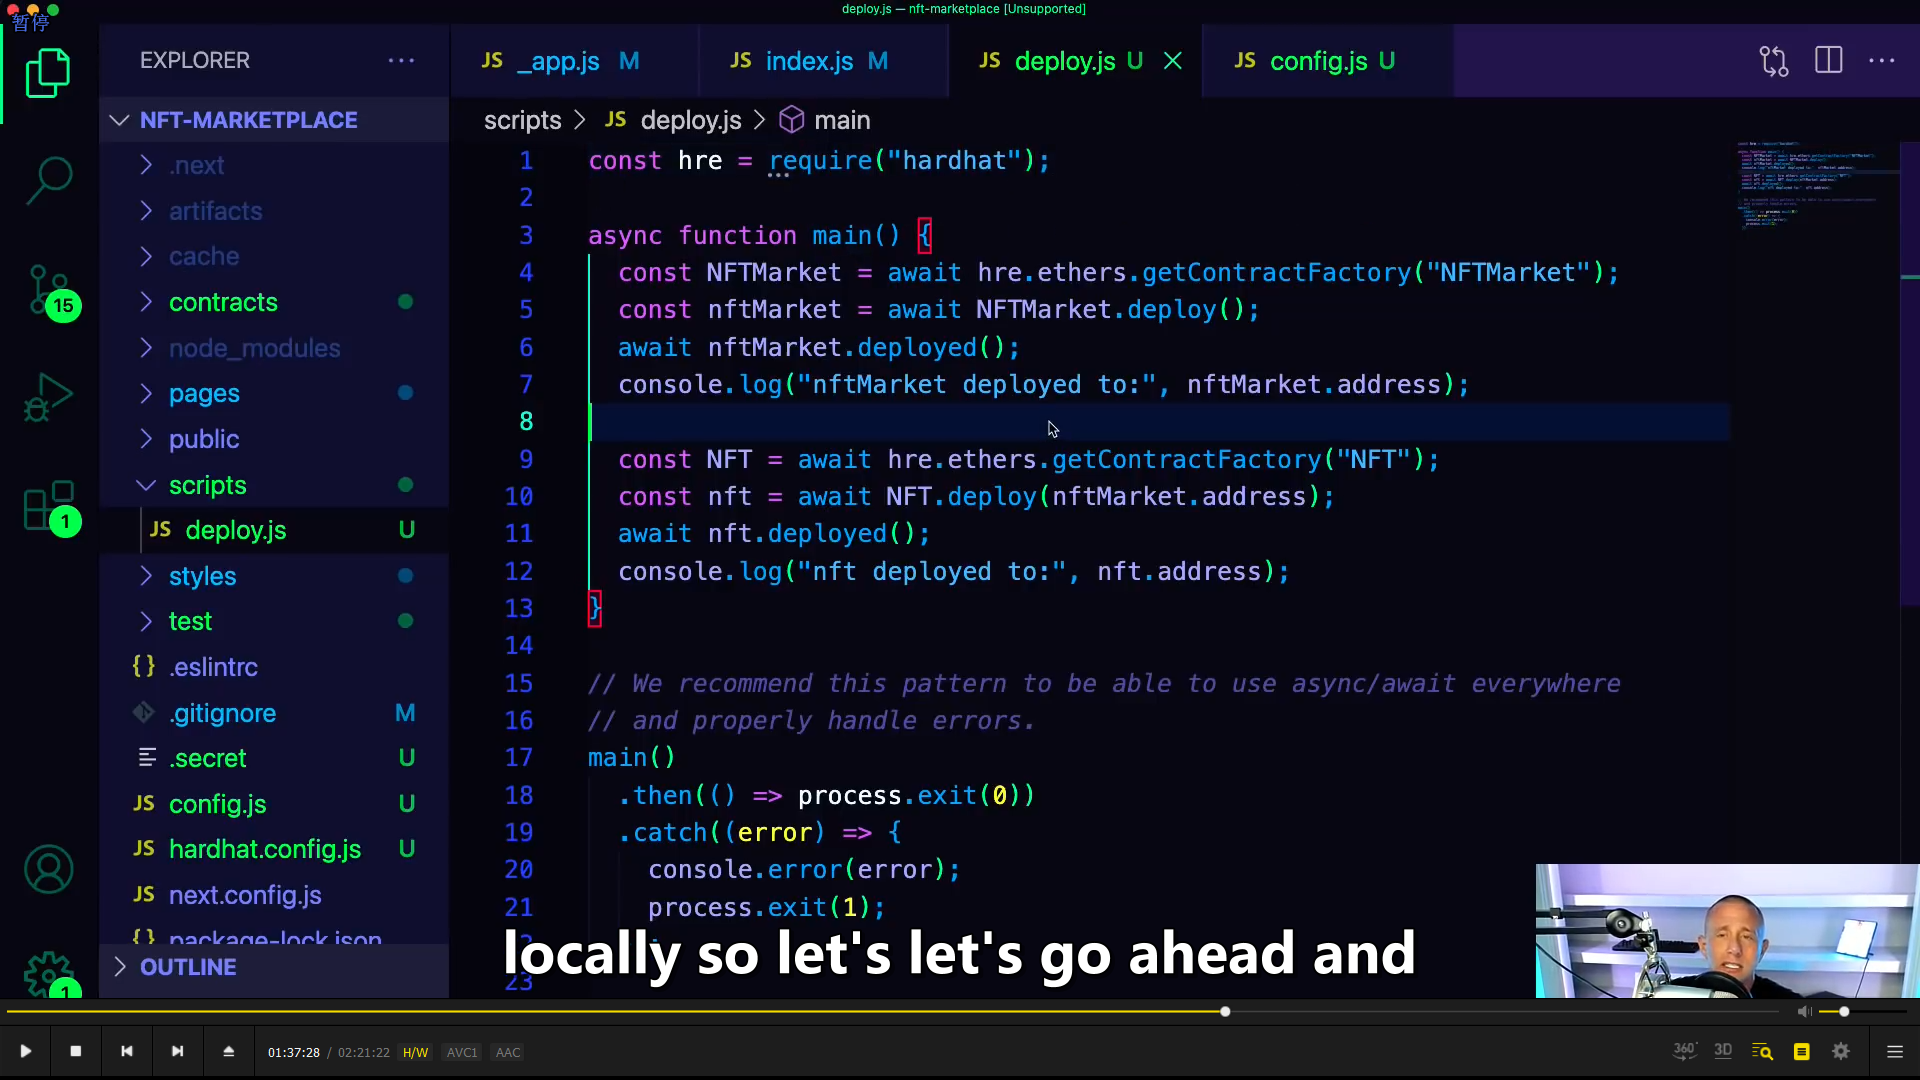 deploy.js — nft-marketplace [Unsupported]
暂停
EXPLORER
NFT-MARKETPLACE
.next
artifacts
cache
contracts
node_modules
pages
public
scripts
JS deploy.js U
styles
test
{} .eslintrc
.gitignore M
.secret U
JS config.js U
JS hardhat.config.js U
JS next.config.js
{} package-lock.json
OUTLINE
15
1
1
JS _app.js M
JS index.js M
JS deploy.js U
JS config.js U
scripts > JS deploy.js > main
1 const hre = require("hardhat");
2
3 async function main() {
4 const NFTMarket = await hre.ethers.getContractFactory("NFTMarket");
5 const nftMarket = await NFTMarket.deploy();
6 await nftMarket.deployed();
7 console.log("nftMarket deployed to:", nftMarket.address);
8
9 const NFT = await hre.ethers.getContractFactory("NFT");
10 const nft = await NFT.deploy(nftMarket.address);
11 await nft.deployed();
12 console.log("nft deployed to:", nft.address);
13 }
14
15 // We recommend this pattern to be able to use async/await everywhere
16 // and properly handle errors.
17 main()
18 .then(() => process.exit(0))
19 .catch((error) => {
20 console.error(error);
21 process.exit(1);
23
locally so let's let's go ahead and
01:37:28 / 02:21:22 H/W AVC1 AAC
360° 3D